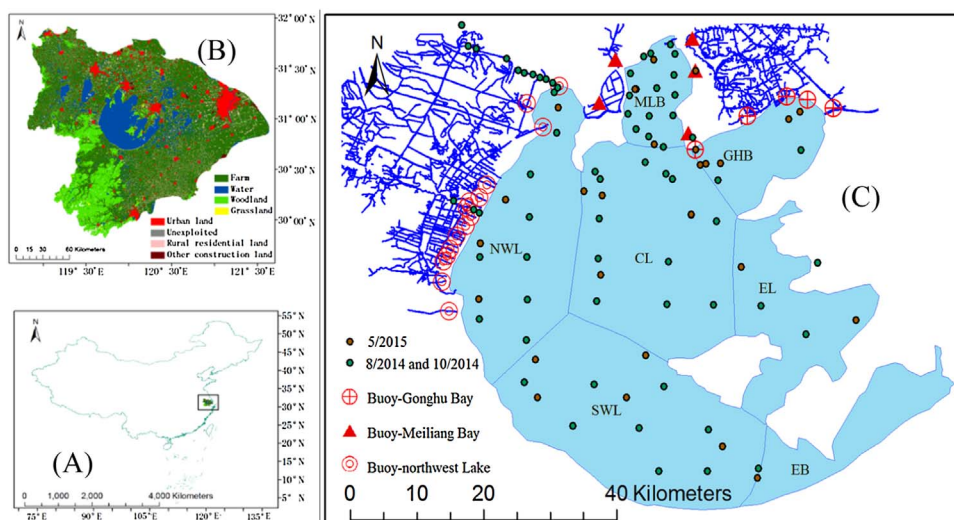 N
(B)
32°00′N
31°30′N
31°00′N
30°30′N
30°00′N
Farm
Water
Woodland
Grassland
Urban land
Unexploited
Rural residential land
Other construction land
0 15 30 60 Kilometers
119°30′E
120°30′E
121°30′E
N
55°N
50°N
45°N
40°N
35°N
30°N
25°N
20°N
15°N
10°N
5°N
(A)
0 1,000 2,000 4,000 Kilometers
75°E 90°E 105°E 120°E 135°E
N
(C)
MLB
GHB
NWL
CL
EL
SWL
EB
5/2015
8/2014 and 10/2014
Buoy-Gonghu Bay
Buoy-Meiliang Bay
Buoy-northwest Lake
0 10 20 40 Kilometers